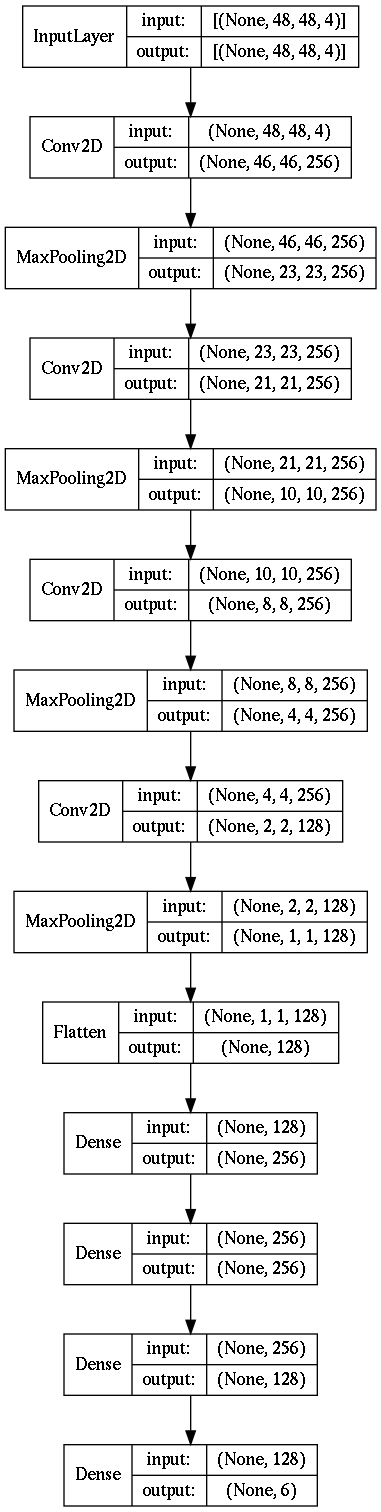 InputLayer
input: [(None, 48, 48, 4)]
output: [(None, 48, 48, 4)]
Conv2D
input: (None, 48, 48, 4)
output: (None, 46, 46, 256)
MaxPooling2D
input: (None, 46, 46, 256)
output: (None, 23, 23, 256)
Conv2D
input: (None, 23, 23, 256)
output: (None, 21, 21, 256)
MaxPooling2D
input: (None, 21, 21, 256)
output: (None, 10, 10, 256)
Conv2D
input: (None, 10, 10, 256)
output: (None, 8, 8, 256)
MaxPooling2D
input: (None, 8, 8, 256)
output: (None, 4, 4, 256)
Conv2D
input: (None, 4, 4, 256)
output: (None, 2, 2, 128)
MaxPooling2D
input: (None, 2, 2, 128)
output: (None, 1, 1, 128)
Flatten
input: (None, 1, 1, 128)
output: (None, 128)
Dense
input: (None, 128)
output: (None, 256)
Dense
input: (None, 256)
output: (None, 256)
Dense
input: (None, 256)
output: (None, 128)
Dense
input: (None, 128)
output: (None, 6)